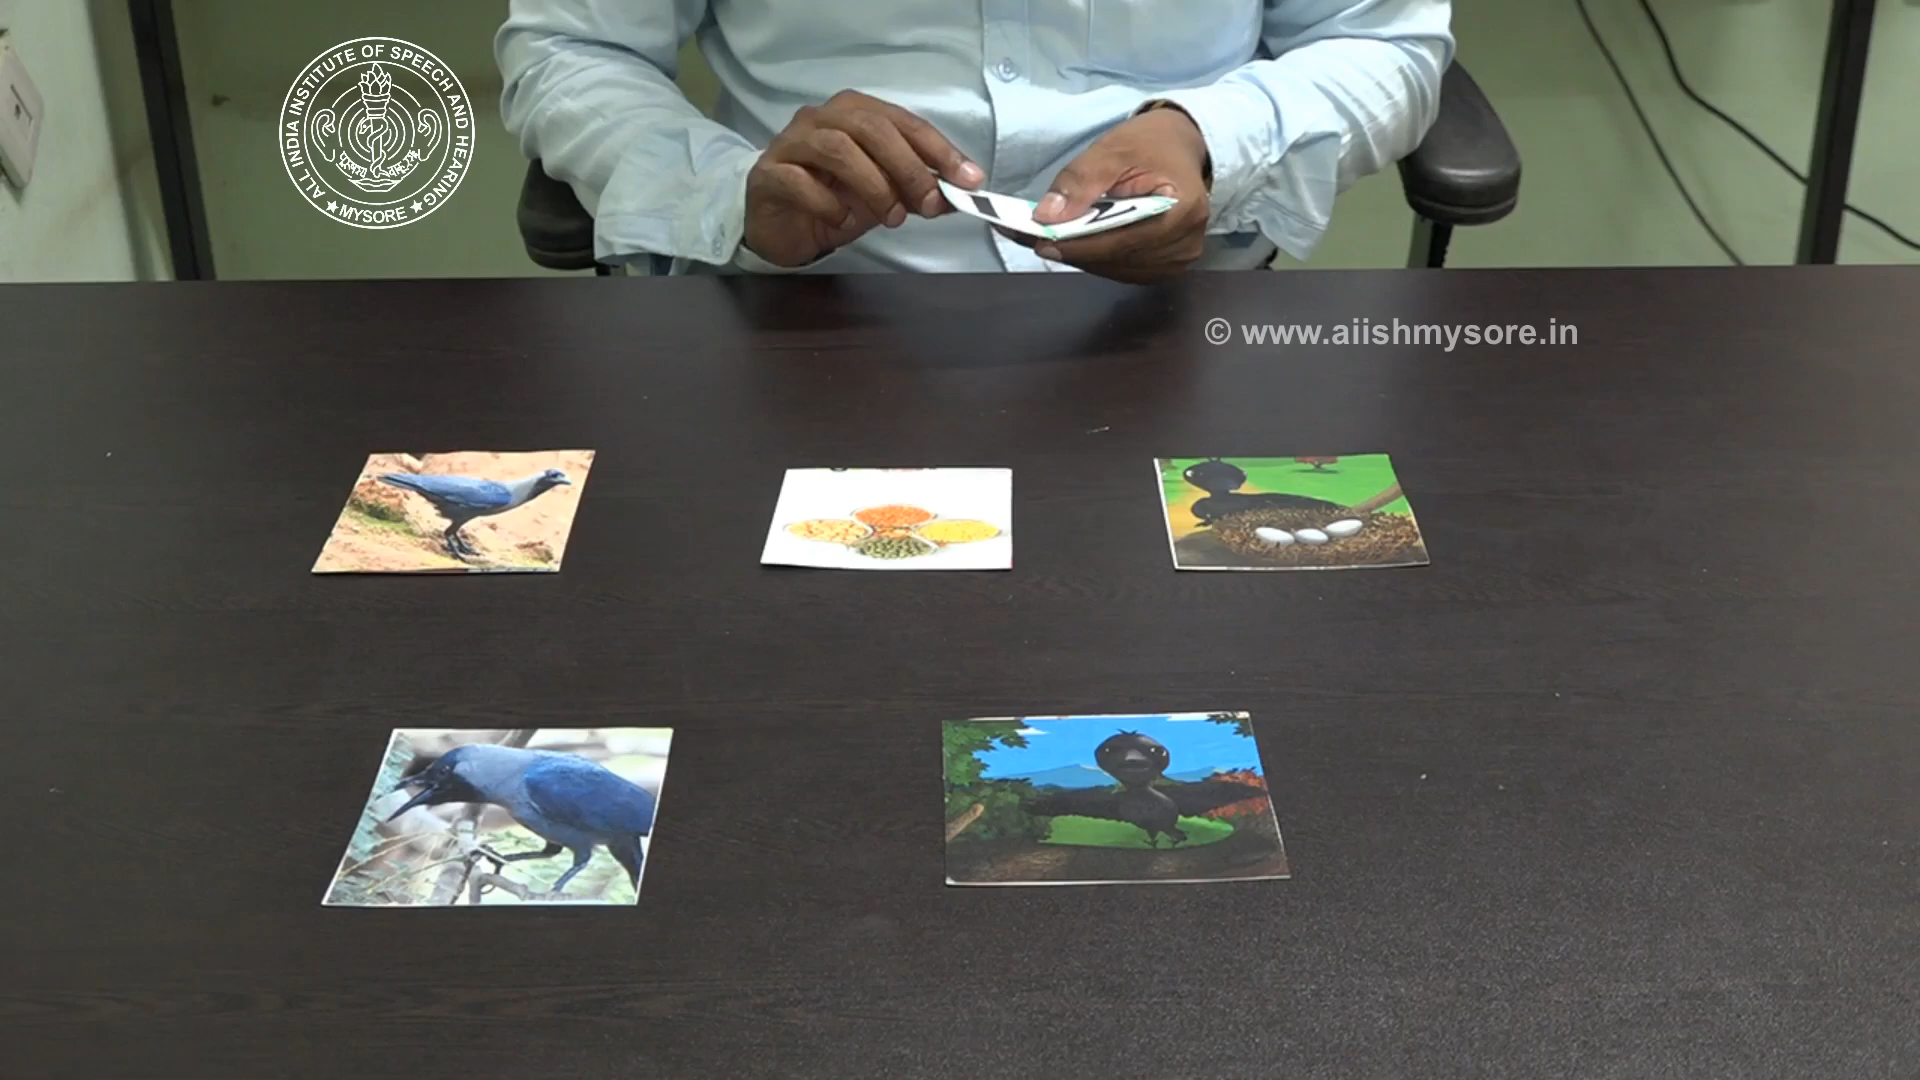 ALL INDIA INSTITUTE OF SPEECH AND HEARING
★ MYSORE ★
© www.aiishmysore.in